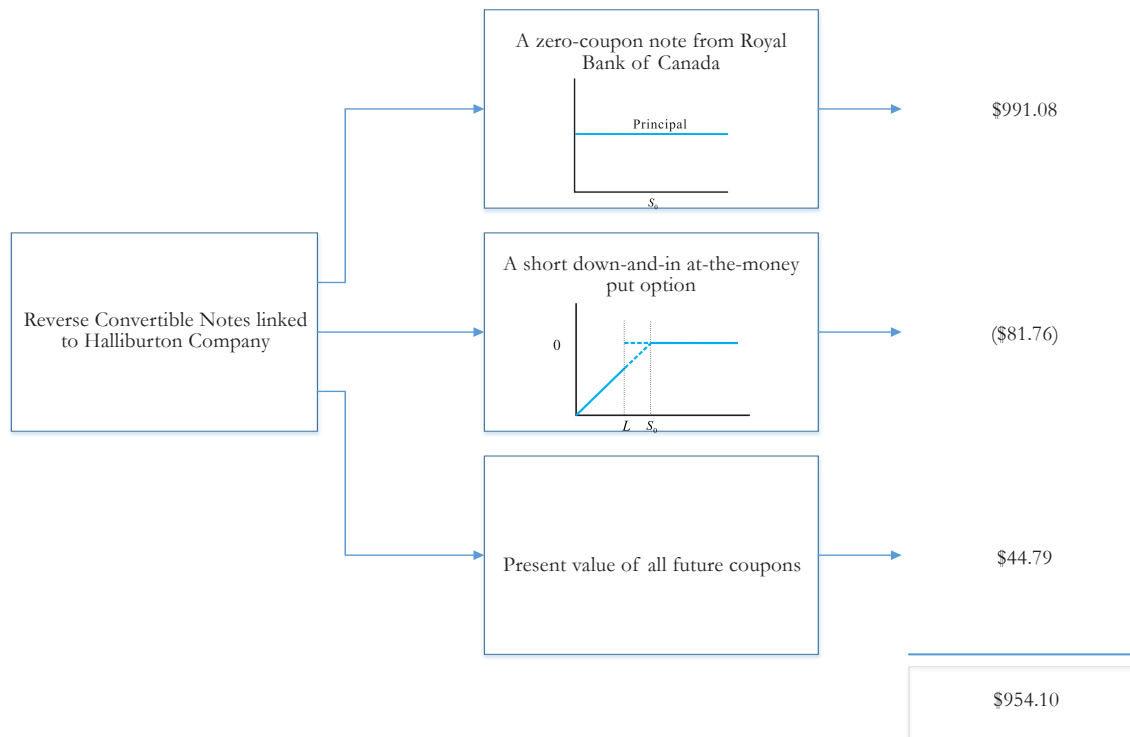 A zero-coupon note from Royal
Bank of Canada
Principal
S₀
$991.08
Reverse Convertible Notes linked
to Halliburton Company
A short down-and-in at-the-money
put option
0
L S₀
($81.76)
Present value of all future coupons
$44.79
$954.10